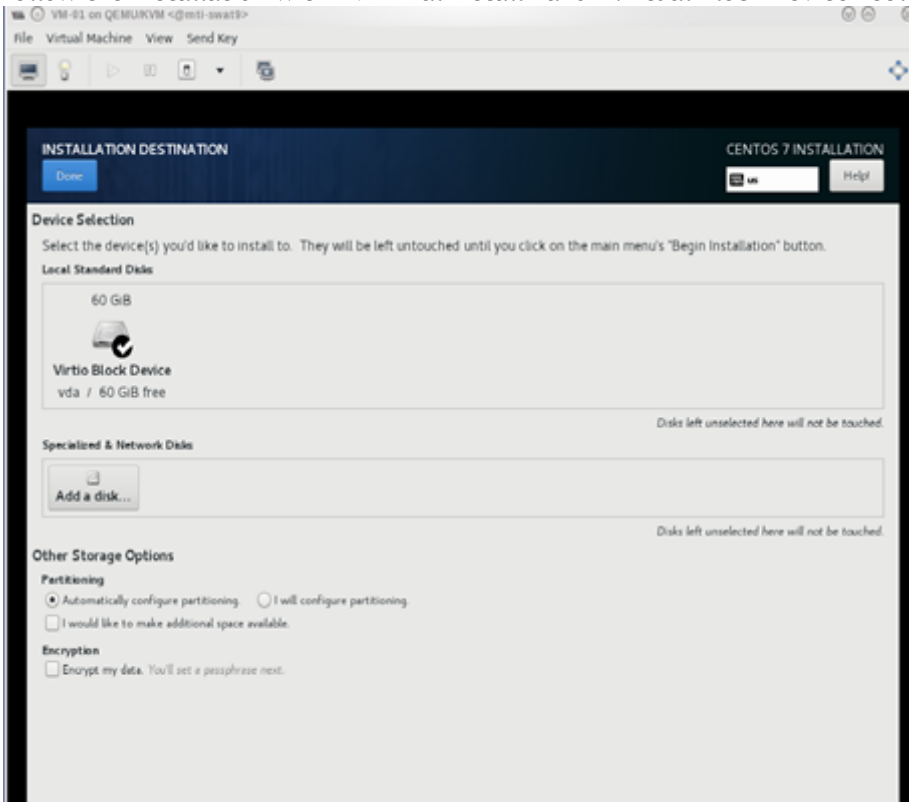 VM-01 on QEMU/KVM <@mti-swat9>
File Virtual Machine View Send Key
INSTALLATION DESTINATION
CENTOS 7 INSTALLATION
Done
us
Help!
Device Selection
Select the device(s) you'd like to install to. They will be left untouched until you click on the main menu's "Begin Installation" button.
Local Standard Disks
60 GiB
Virtio Block Device
vda / 60 GiB free
Disks left unselected here will not be touched.
Specialized & Network Disks
Add a disk...
Disks left unselected here will not be touched.
Other Storage Options
Partitioning
Automatically configure partitioning. I will configure partitioning.
I would like to make additional space available.
Encryption
Encrypt my data. You'll set a passphrase next.